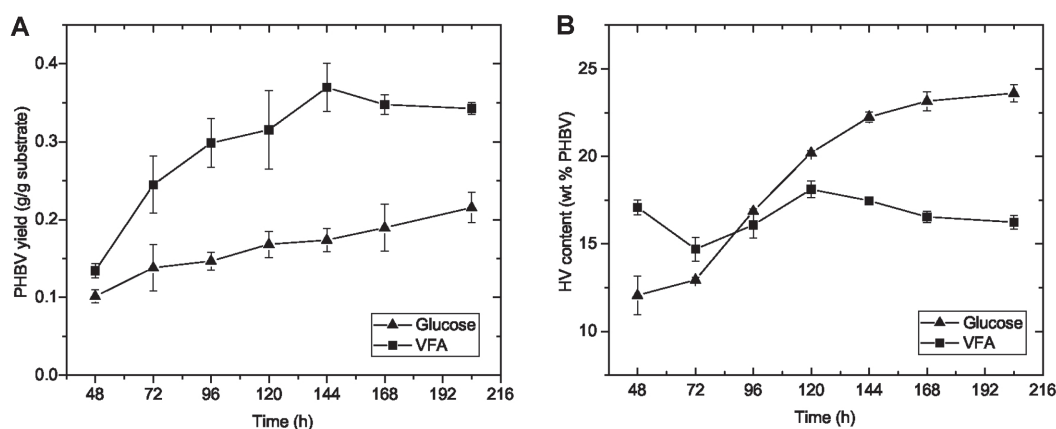 A
PHBV yield (g/g substrate)
0.4
0.3
0.2
0.1
0.0
Glucose
VFA
48 72 96 120 144 168 192 216
Time (h)
B
HV content (wt % PHBV)
25
20
15
10
Glucose
VFA
48 72 96 120 144 168 192 216
Time (h)